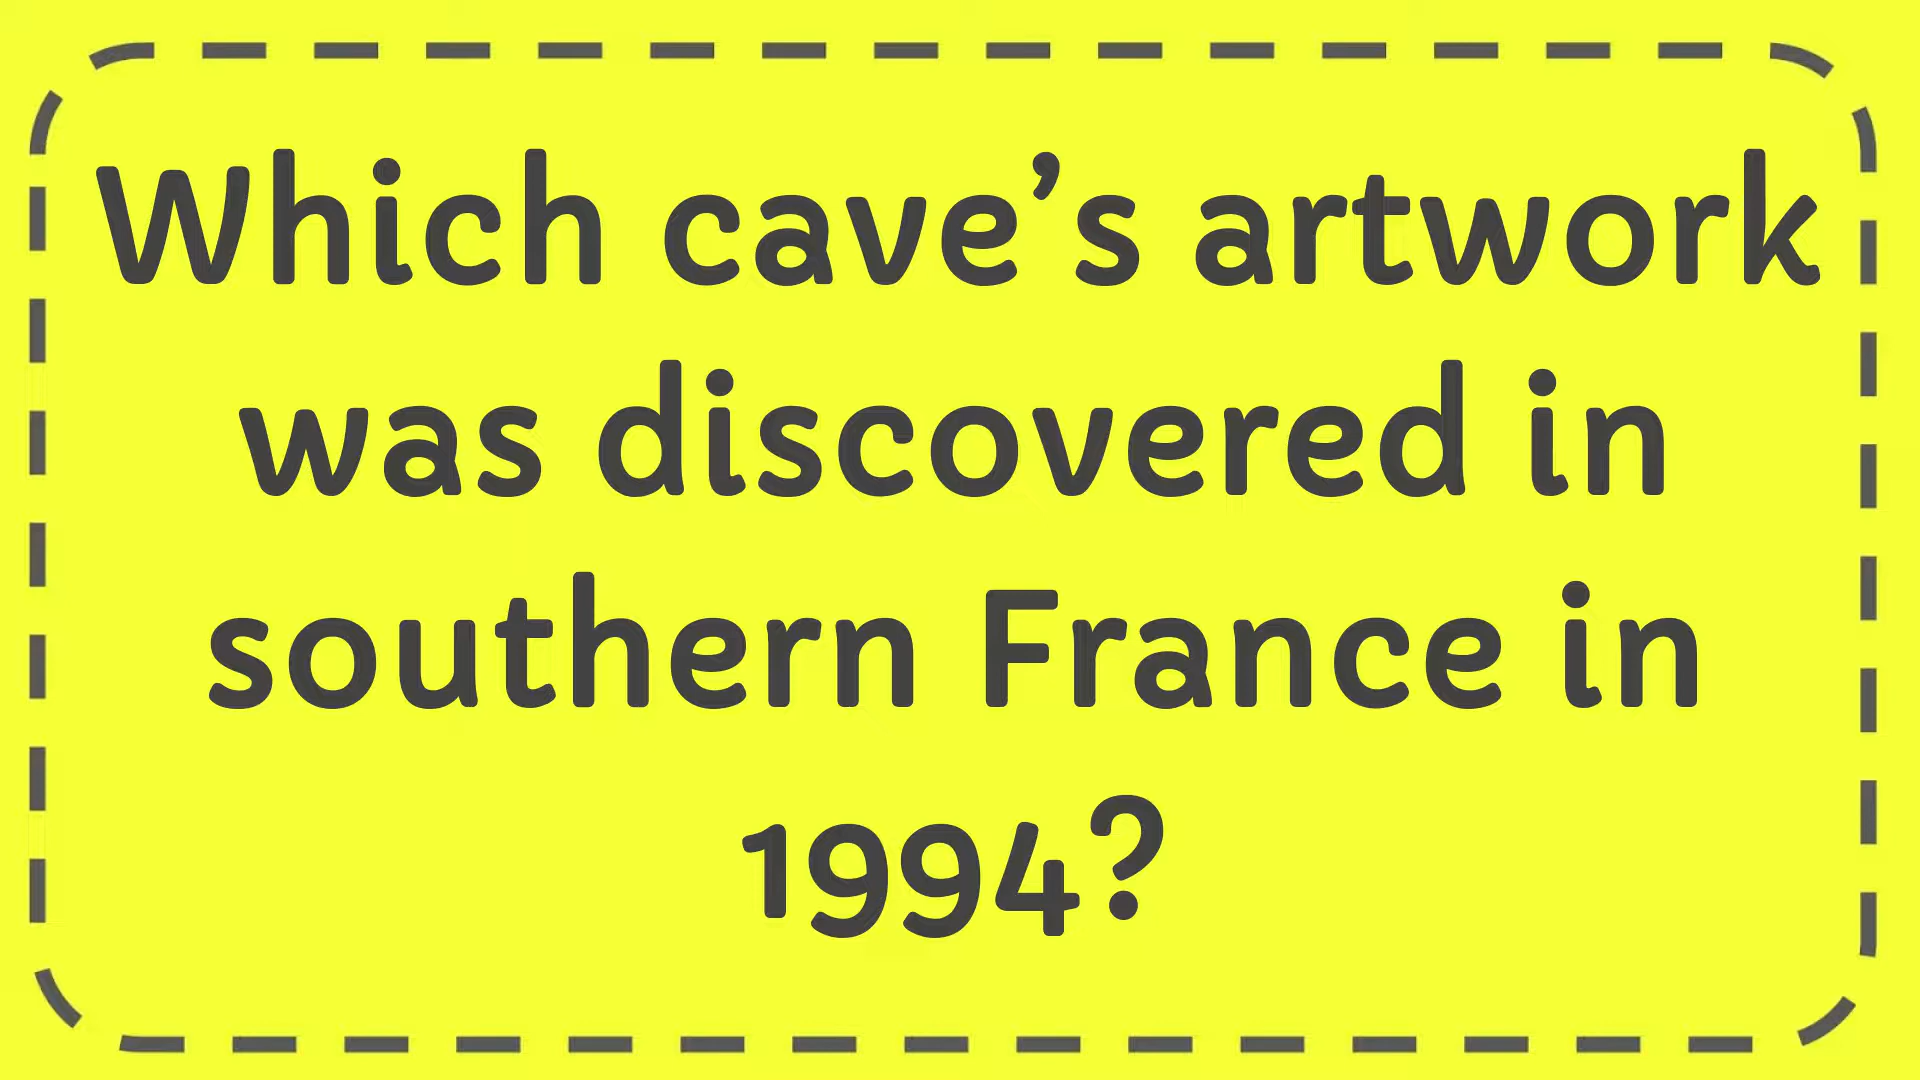 Which cave’s artwork
was discovered in
southern France in
1994?